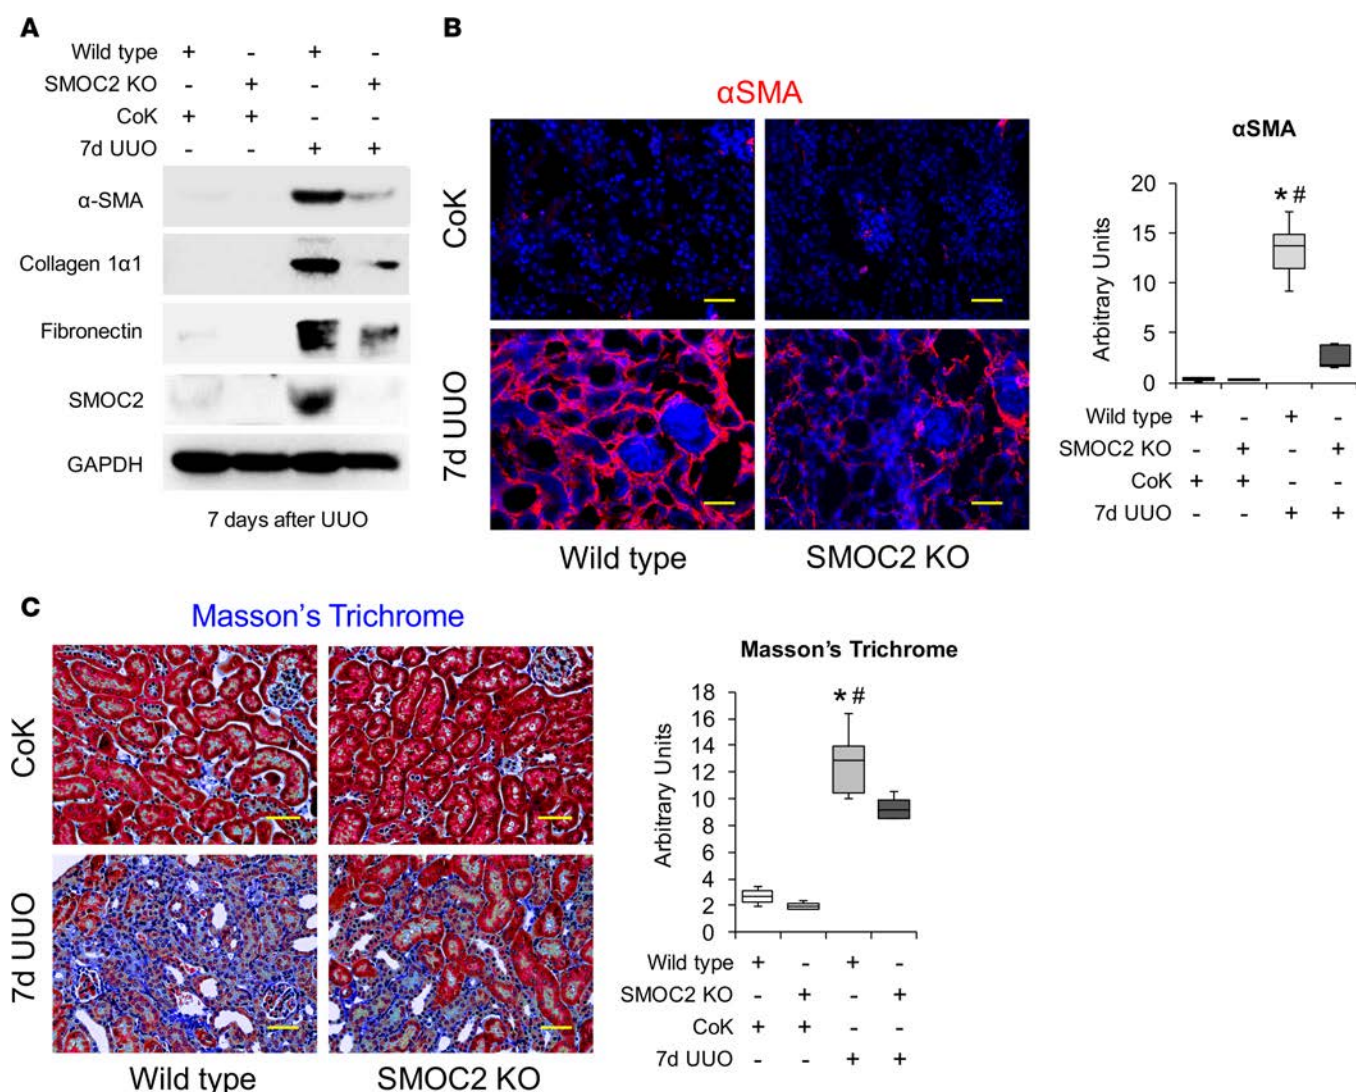 A
Wild type + - + -
SMOC2 KO - + - +
CoK + + - -
7d UUO - - + +
α-SMA
Collagen 1α1
Fibronectin
SMOC2
GAPDH
7 days after UUO
B
αSMA
CoK
7d UUO
Wild type SMOC2 KO
αSMA
Arbitrary Units
20
15
10
5
0
* #
Wild type + - + -
SMOC2 KO - + - +
CoK + + - -
7d UUO - - + +
C
Masson's Trichrome
CoK
7d UUO
Wild type SMOC2 KO
Masson's Trichrome
Arbitrary Units
18
16
14
12
10
8
6
4
2
0
* #
Wild type + - + -
SMOC2 KO - + - +
CoK + + - -
7d UUO - - + +